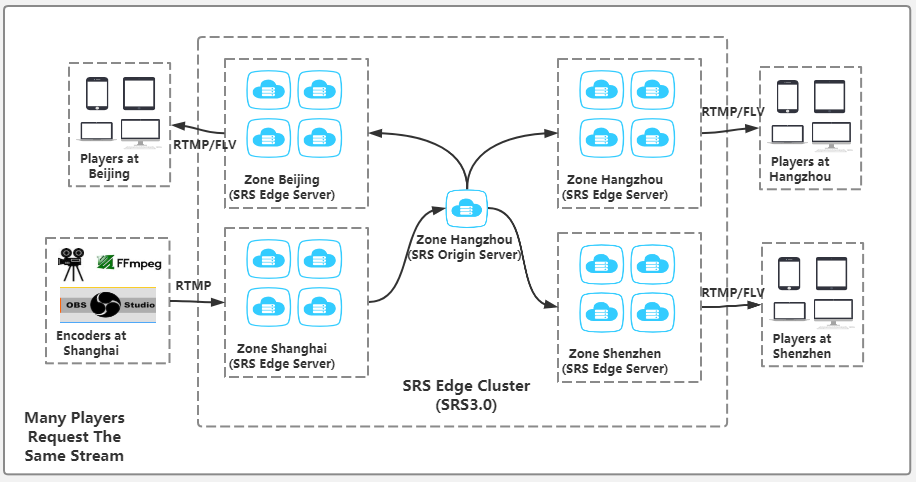 Players at
Beijing
RTMP/FLV
Zone Beijing
(SRS Edge Server)
Zone Hangzhou
(SRS Edge Server)
RTMP/FLV
Players at
Hangzhou
Zone Hangzhou
(SRS Origin Server)
FFmpeg
OBS Studio
Encoders at
Shanghai
RTMP
Zone Shanghai
(SRS Edge Server)
Zone Shenzhen
(SRS Edge Server)
RTMP/FLV
Players at
Shenzhen
SRS Edge Cluster
(SRS3.0)
Many Players
Request The
Same Stream